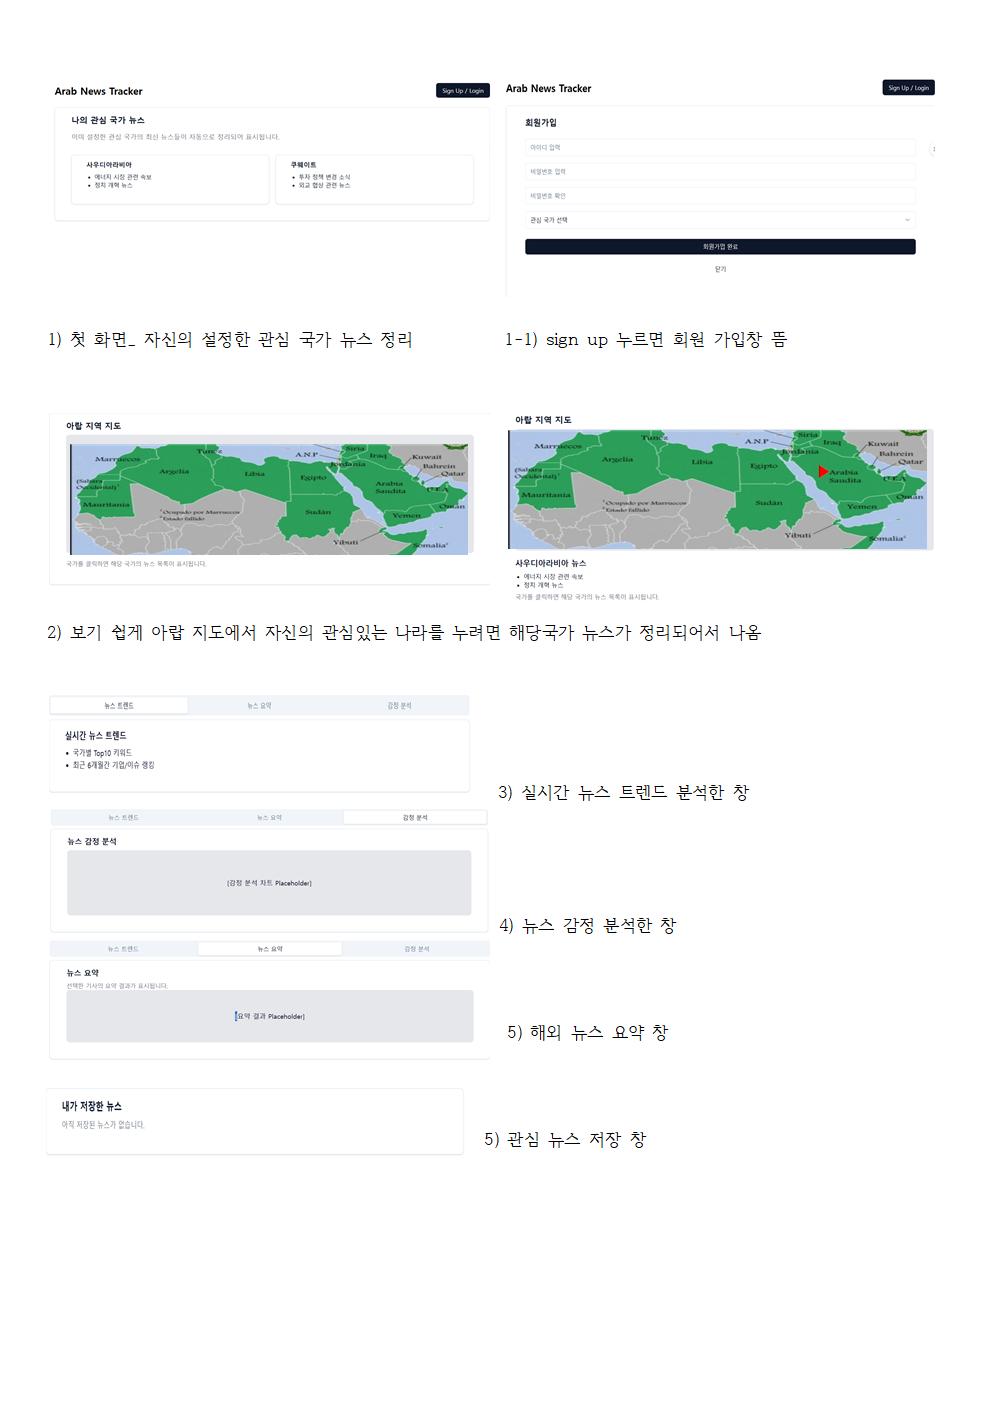 Arab News Tracker
Sign Up / Login
나의 관심 국가 뉴스
이미 설정한 관심 국가의 최신 뉴스들이 자동으로 정리되어 표시됩니다.
사우디아라비아
• 에너지 시장 관련 속보
• 정치 개혁 뉴스
쿠웨이트
• 투자 정책 변경 소식
• 외교 협상 관련 뉴스
Arab News Tracker
Sign Up / Login
회원가입
아이디 입력
비밀번호 입력
비밀번호 확인
관심 국가 선택
회원가입 완료
닫기
1) 첫 화면_ 자신의 설정한 관심 국가 뉴스 정리
1-1) sign up 누르면 회원 가입창 뜸
아랍 지역 지도
Marruecos
Argelia
Libia
A.N.P
Siria
Iraq
Jordania
Kuwait
Bahrein
Qatar
Egipto
Arabia
Saudita
U.E.A
Omán
(Sahara
Occidental)
Mauritania
Ocupado por Marruecos
Estado fallido
Sudán
Yemen
Yibuti
Somalia
국가를 클릭하면 해당 국가의 뉴스 목록이 표시됩니다.
아랍 지역 지도
Marruecos
Argelia
Libia
A.N.P
Siria
Iraq
Jordania
Kuwait
Bahrein
Qatar
Egipto
Arabia
Saudita
U.E.A
Omán
(Sahara
Occidental)
Mauritania
Ocupado por Marruecos
Estado fallido
Sudán
Yemen
Yibuti
Somalia
사우디아라비아 뉴스
• 에너지 시장 관련 속보
• 정치 개혁 뉴스
국가를 클릭하면 해당 국가의 뉴스 목록이 표시됩니다.
2) 보기 쉽게 아랍 지도에서 자신의 관심있는 나라를 누려면 해당국가 뉴스가 정리되어서 나옴
뉴스 트렌드
뉴스 요약
감정 분석
실시간 뉴스 트렌드
• 국가별 Top10 키워드
• 최근 6개월간 기업/이슈 랭킹
3) 실시간 뉴스 트렌드 분석한 창
뉴스 트렌드
뉴스 요약
감정 분석
뉴스 감정 분석
[감정 분석 차트 Placeholder]
4) 뉴스 감정 분석한 창
뉴스 트렌드
뉴스 요약
감정 분석
뉴스 요약
선택한 기사의 요약 결과가 표시됩니다.
[요약 결과 Placeholder]
5) 해외 뉴스 요약 창
내가 저장한 뉴스
아직 저장된 뉴스가 없습니다.
5) 관심 뉴스 저장 창